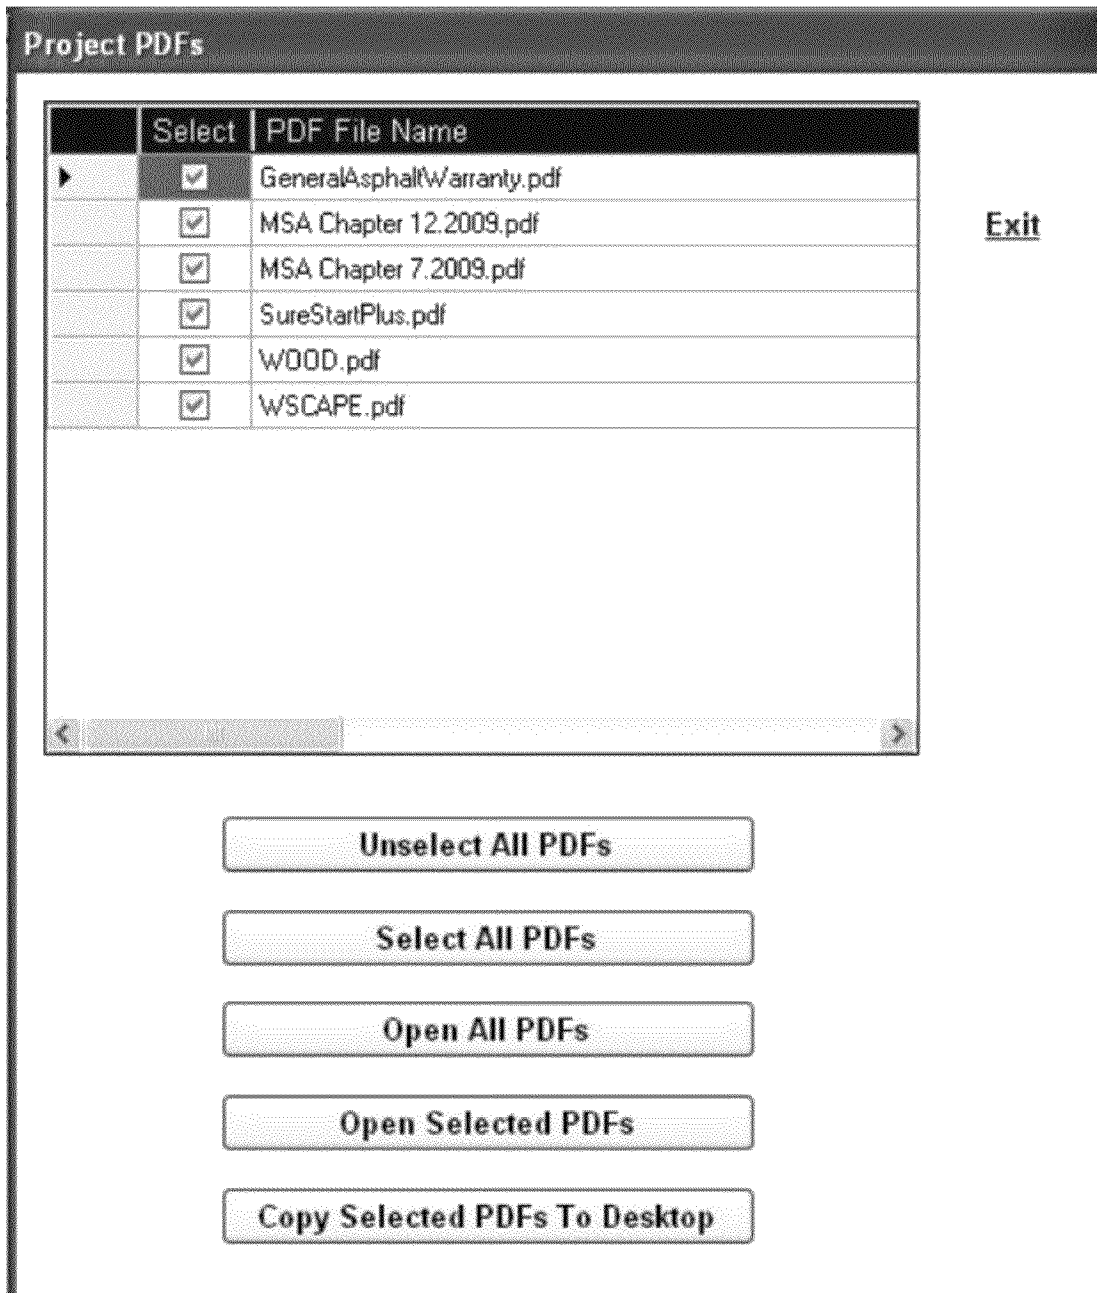 Project PDFs
Select PDF File Name
GeneralAsphaltWarranty.pdf
MSA Chapter 12.2009.pdf
Exit
MSA Chapter 7.2009.pdf
SureStartPlus.pdf
WOOD.pdf
WSCAPE.pdf
Unselect All PDFs
Select All PDFs
Open All PDFs
Open Selected PDFs
Copy Selected PDFs To Desktop